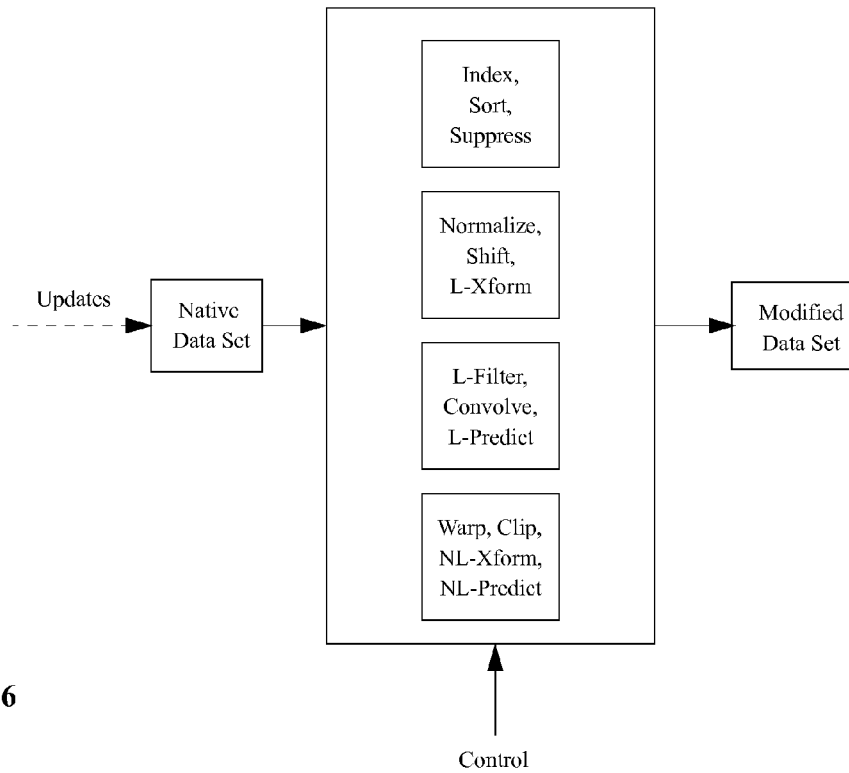 Index,
Sort,
Suppress
Normalize,
Shift,
L-Xform
Updates
Native
Data Set
Modified
Data Set
L-Filter,
Convolve,
L-Predict
Warp, Clip,
NL-Xform,
NL-Predict
6
Control